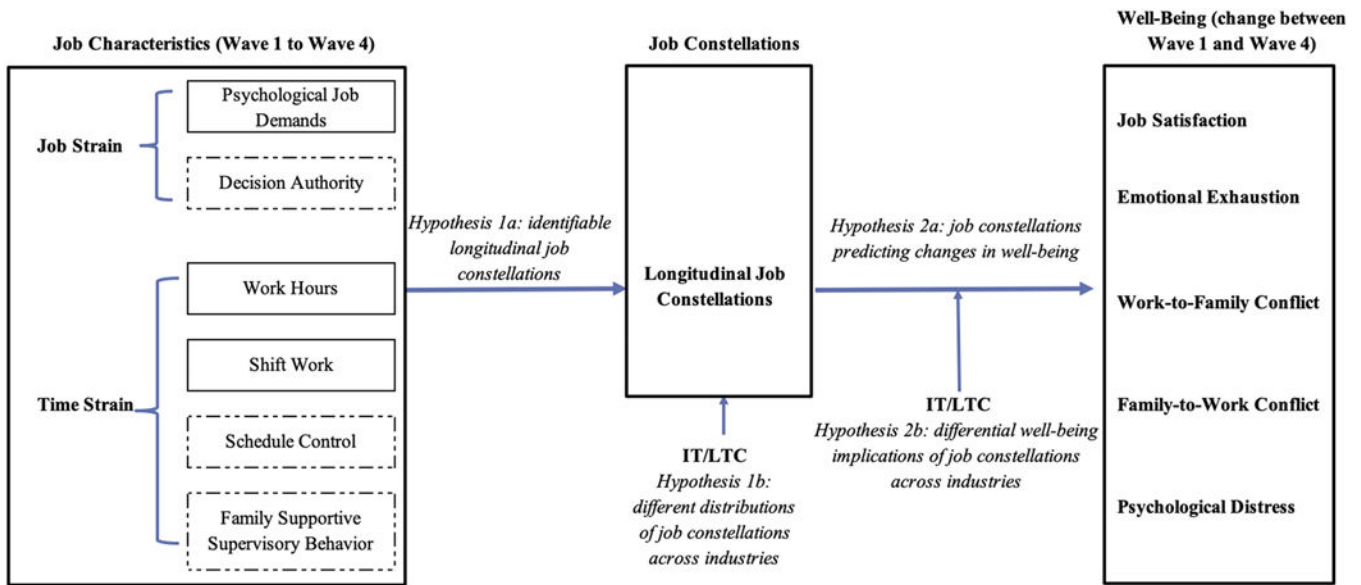 Job Characteristics (Wave 1 to Wave 4)
Job Strain
Psychological Job
Demands
Decision Authority
Time Strain
Work Hours
Shift Work
Schedule Control
Family Supportive
Supervisory Behavior
Hypothesis 1a: identifiable
longitudinal job
constellations
Job Constellations
Longitudinal Job
Constellations
IT/LTC
Hypothesis 1b:
different distributions
of job constellations
across industries
Hypothesis 2a: job constellations
predicting changes in well-being
IT/LTC
Hypothesis 2b: differential well-being
implications of job constellations
across industries
Well-Being (change between
Wave 1 and Wave 4)
Job Satisfaction
Emotional Exhaustion
Work-to-Family Conflict
Family-to-Work Conflict
Psychological Distress